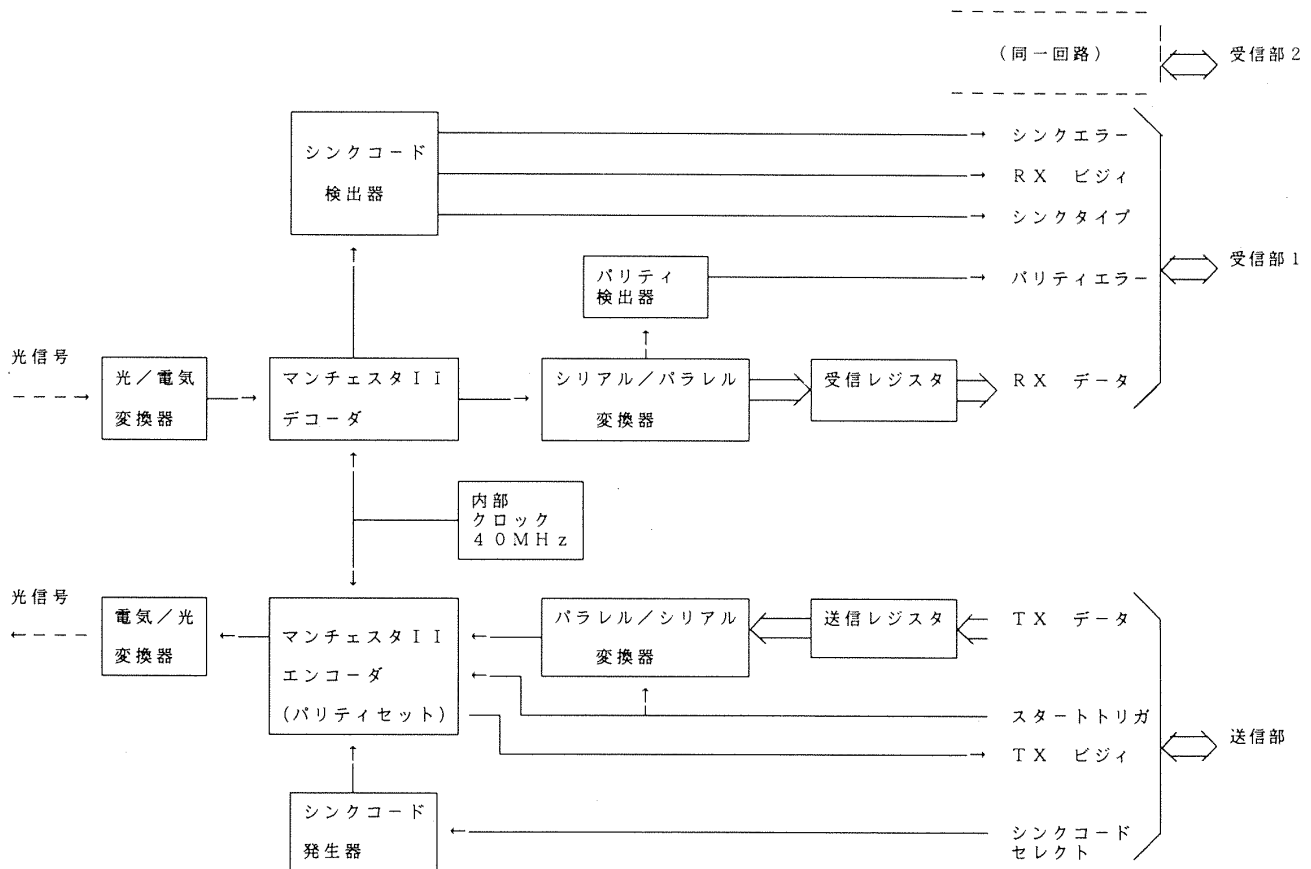 (同一回路)
受信部2
シンクコード
検出器
シンクエラー
RX ビジィ
シンクタイプ
パリティ
検出器
パリティエラー
受信部1
光信号
光/電気
変換器
マンチェスタII
デコーダ
シリアル/パラレル
変換器
受信レジスタ
RX データ
内部
クロック
40MHz
光信号
電気/光
変換器
マンチェスタII
エンコーダ
(パリティセット)
パラレル/シリアル
変換器
送信レジスタ
TX データ
スタートトリガ
TX ビジィ
送信部
シンクコード
発生器
シンクコード
セレクト